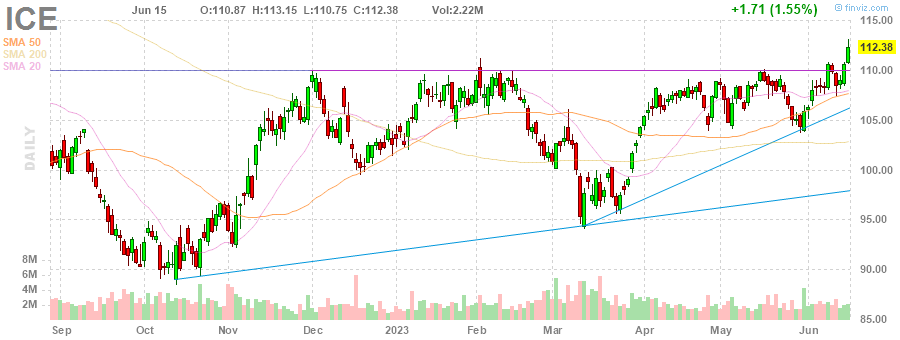 ICE
Jun 15 O:110.87 H:113.15 L:110.75 C:112.38 Vol:2.22M +1.71 (1.55%)
© finviz.com
SMA 50
SMA 200
SMA 20
DAILY
115.00
112.38
110.00
105.00
100.00
95.00
90.00
85.00
8M
6M
4M
2M
Sep Oct Nov Dec 2023 Feb Mar Apr May Jun